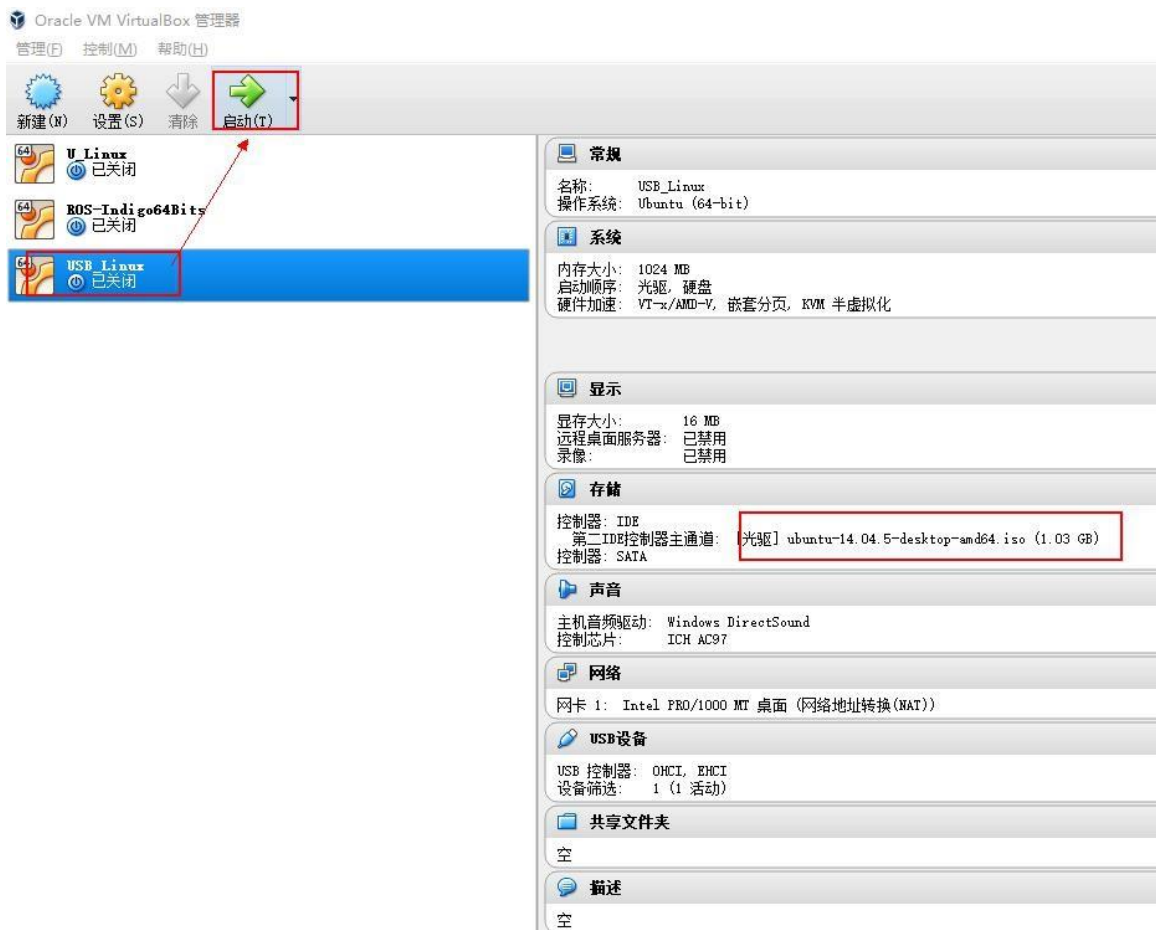 Oracle VM VirtualBox 管理器
管理(F) 控制(M) 帮助(H)
新建(N) 设置(S) 清除 启动(T)
64 U_Linux
已关闭
64 ROS-Indigo64Bits
已关闭
64 USB_Linux
已关闭
常规
名称: USB_Linux
操作系统: Ubuntu (64-bit)
系统
内存大小: 1024 MB
启动顺序: 光驱, 硬盘
硬件加速: VT-x/AMD-V, 嵌套分页, KVM 半虚拟化
显示
显存大小: 16 MB
远程桌面服务器: 已禁用
录像: 已禁用
存储
控制器: IDE
第二IDE控制器主通道: [光驱] ubuntu-14.04.5-desktop-amd64.iso (1.03 GB)
控制器: SATA
声音
主机音频驱动: Windows DirectSound
控制芯片: ICH AC97
网络
网卡 1: Intel PRO/1000 MT 桌面 (网络地址转换(NAT))
USB设备
USB 控制器: OHCI, EHCI
设备筛选: 1 (1 活动)
共享文件夹
空
描述
空